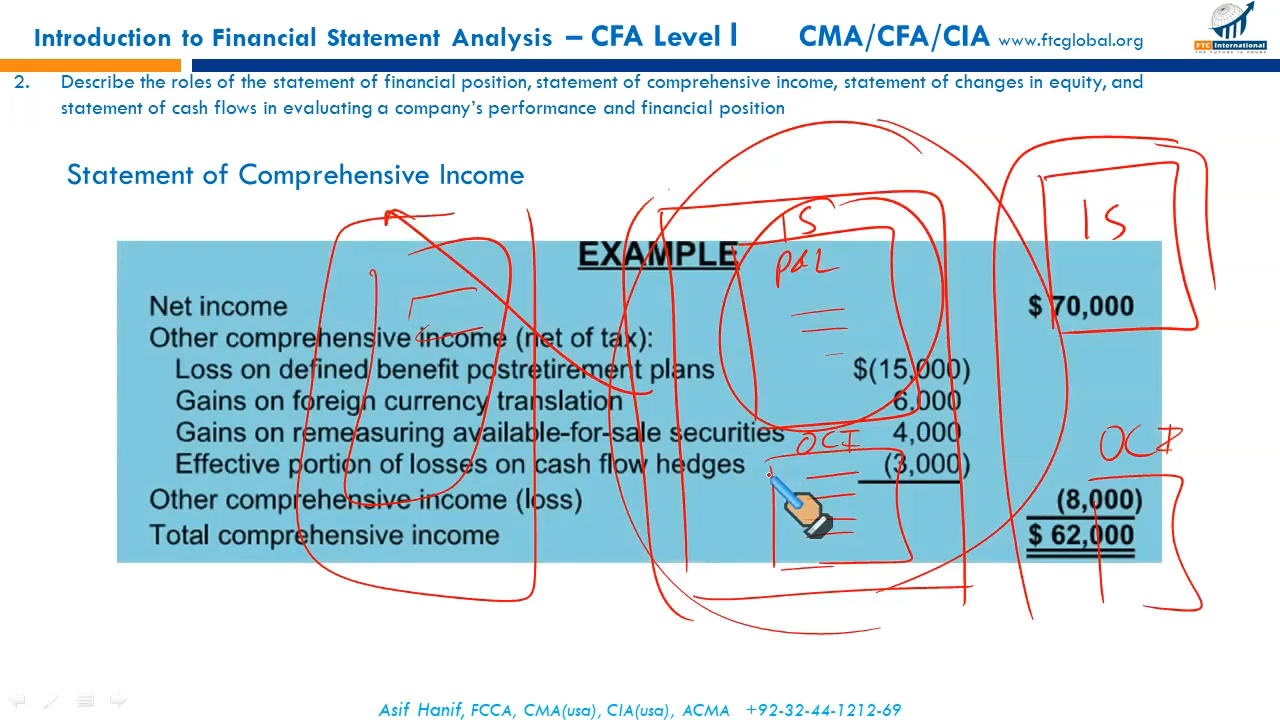 Introduction to Financial Statement Analysis – CFA Level I CMA/CFA/CIA www.ftcglobal.org
FTC International
THE FUTURE IS YOURS
2. Describe the roles of the statement of financial position, statement of comprehensive income, statement of changes in equity, and
statement of cash flows in evaluating a company's performance and financial position
Statement of Comprehensive Income
IS
P&L
IS
EXAMPLE
Net income $ 70,000
Other comprehensive income (net of tax):
Loss on defined benefit postretirement plans $(15,000)
Gains on foreign currency translation 6,000
Gains on remeasuring available-for-sale securities 4,000
OCI
OCI
Effective portion of losses on cash flow hedges (3,000)
Other comprehensive income (loss) (8,000)
Total comprehensive income $ 62,000
Asif Hanif, FCCA, CMA(usa), CIA(usa), ACMA +92-32-44-1212-69